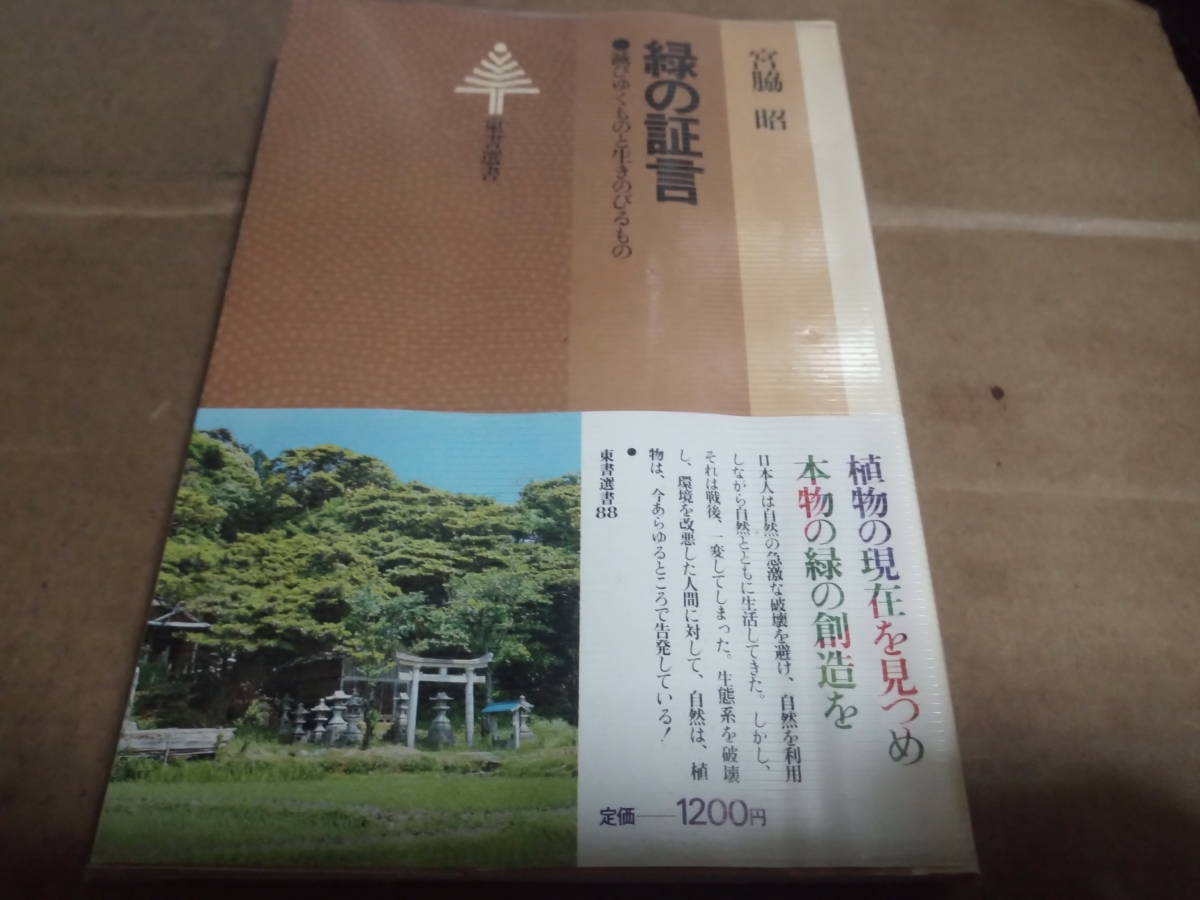 宮脇 昭
緑の証言
●滅びゆくものと生きのびるもの
東書選書
植物の現在を見つめ
本物の緑の創造を
日本人は自然の急激な破壊を避け、自然を利用
しながら自然とともに生活してきた。しかし、
それは戦後、一変してしまった。生態系を破壊
し、環境を改悪した人間に対して、自然は、植
物は、今あらゆるところで告発している！
●
東書選書88
定価──1200円